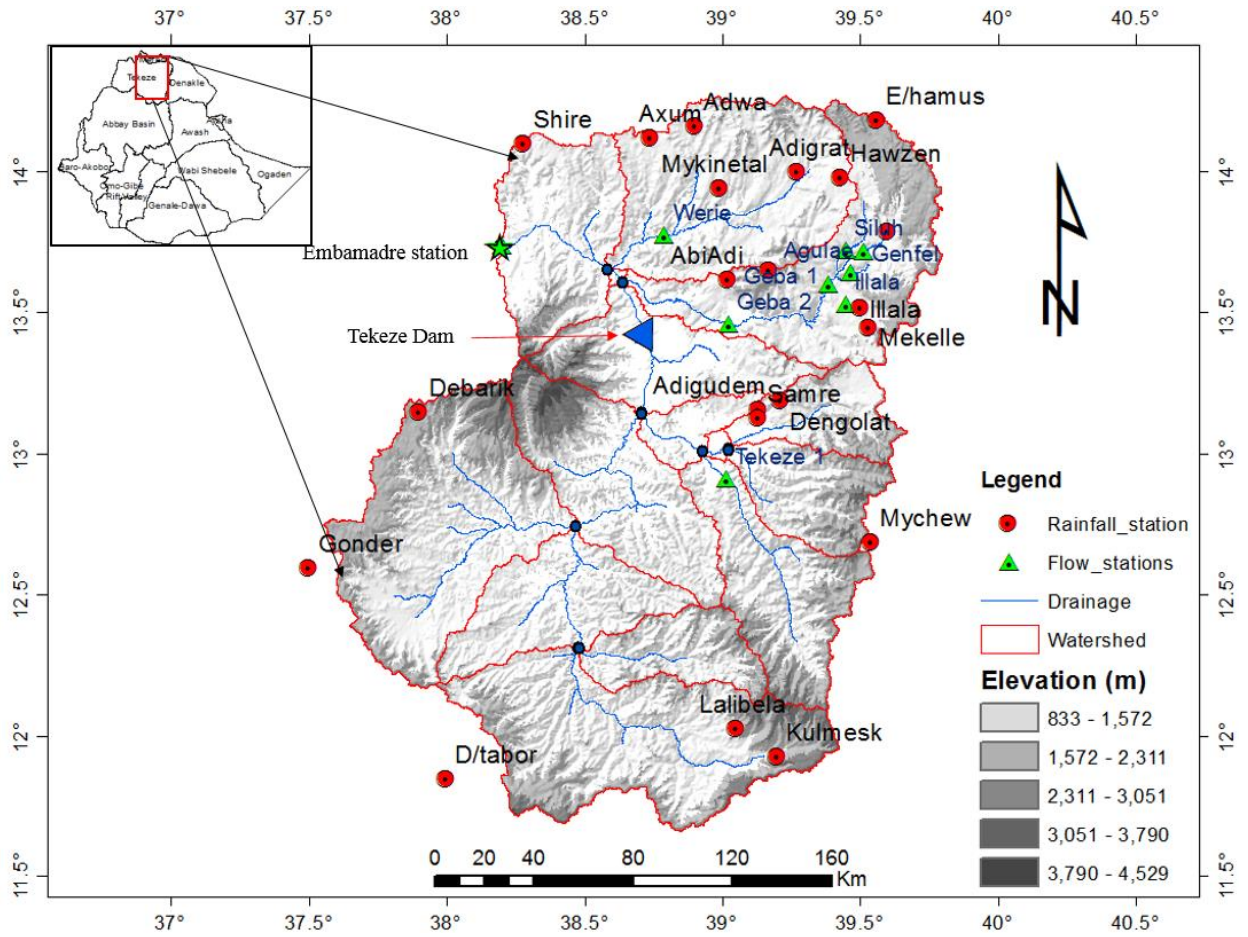 37° 37.5° 38° 38.5° 39° 39.5° 40° 40.5°
Tekeze
Denakle
Abbay Basin
Awash
Baro-Akobo
Omo-Gibe
Rift Valley
Wabi Shebele
Ogaden
Genale-Dawa
14°
13.5°
13°
12.5°
12°
11.5°
E/hamus
Shire
Axum
Adwa
Mykinetal
Adigrat
Hawzen
Werie
Siluh
Embamadre station
AbiAdi
Agulae
Genfel
Geba 1
Illala
Geba 2
Illala
Tekeze Dam
Mekelle
Debarik
Adigudem
Samre
Dengolat
Tekeze 1
Mychew
Gonder
Lalibela
Kulmesk
D/tabor
N
14°
13.5°
13°
12.5°
12°
11.5°
Legend
Rainfall_station
Flow_stations
Drainage
Watershed
Elevation (m)
833 - 1,572
1,572 - 2,311
2,311 - 3,051
3,051 - 3,790
3,790 - 4,529
0 20 40 80 120 160
Km
37° 37.5° 38° 38.5° 39° 39.5° 40° 40.5°